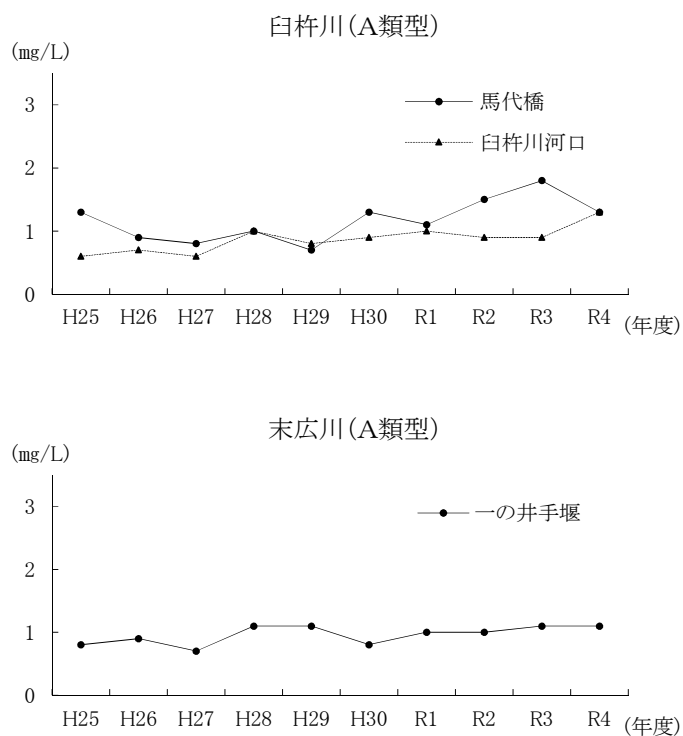 臼杵川(A類型)
(mg/L)
3
2
1
0
馬代橋
臼杵川河口
H25 H26 H27 H28 H29 H30 R1 R2 R3 R4 (年度)
末広川(A類型)
(mg/L)
3
2
1
0
一の井手堰
H25 H26 H27 H28 H29 H30 R1 R2 R3 R4 (年度)